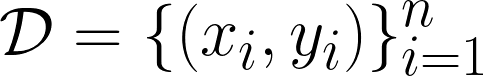 𝒟 = {(xᵢ, yᵢ)}ⁿᵢ₌₁